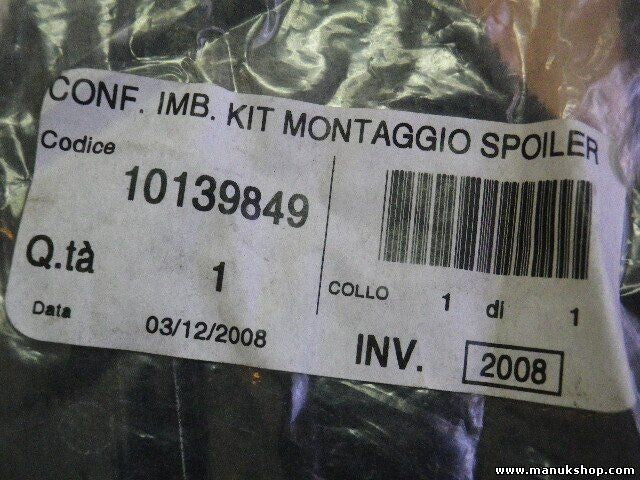 CONF. IMB. KIT MONTAGGIO SPOILER
Codice
10139849
Q.tà 1
COLLO 1 di 1
Data 03/12/2008
INV. 2008
www.manukshop.com